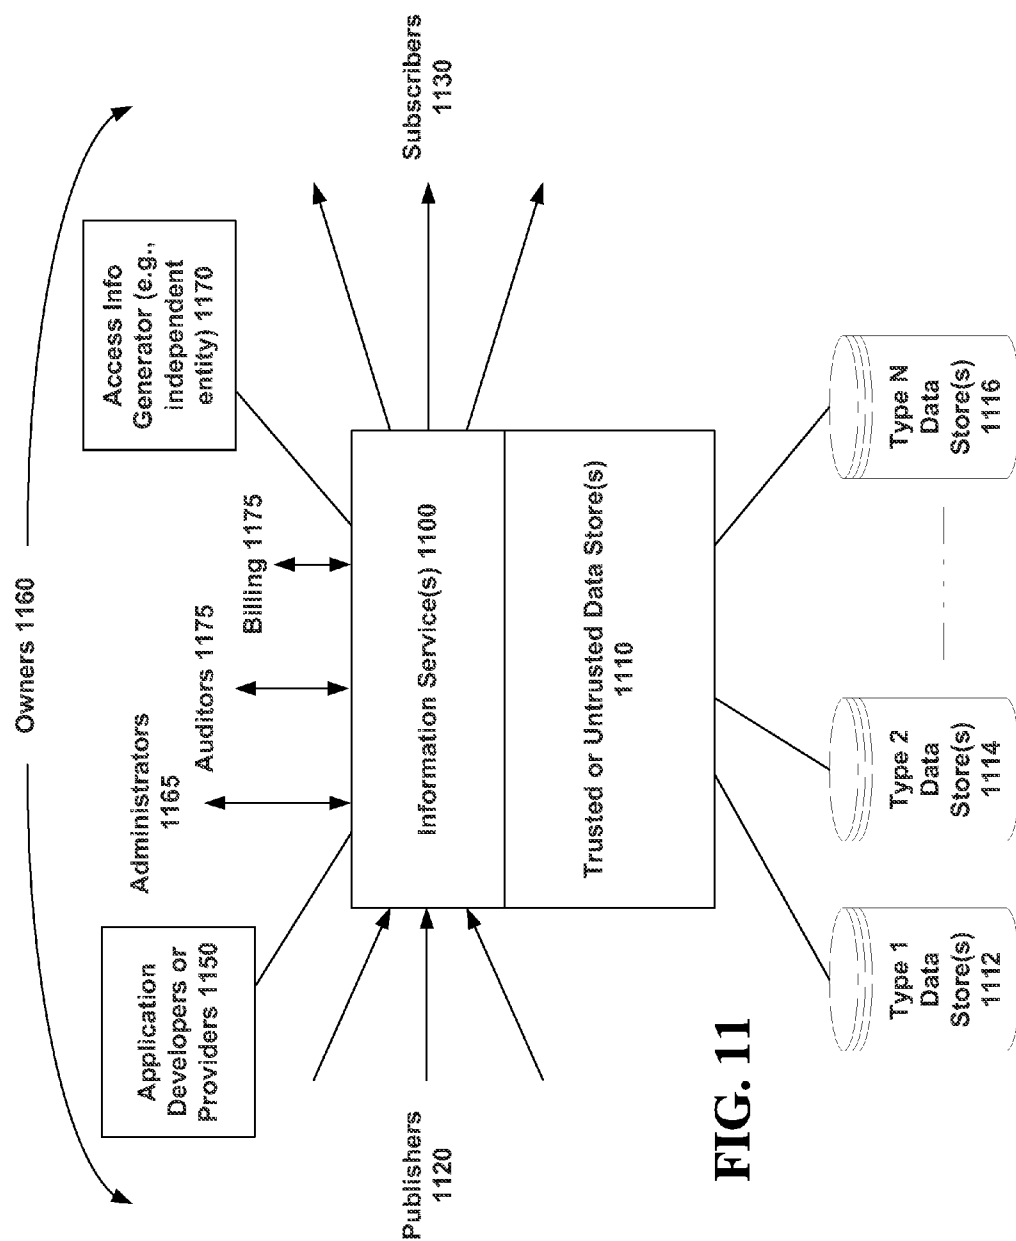 Owners 1160
Application
Developers or
Providers 1150
Administrators
1165
Auditors 1175
Billing 1175
Access Info
Generator (e.g.,
independent
entity) 1170
Publishers
1120
Information Service(s) 1100
Subscribers
1130
Trusted or Untrusted Data Store(s)
1110
Type 1
Data
Store(s)
1112
Type 2
Data
Store(s)
1114
Type N
Data
Store(s)
1116
FIG. 11